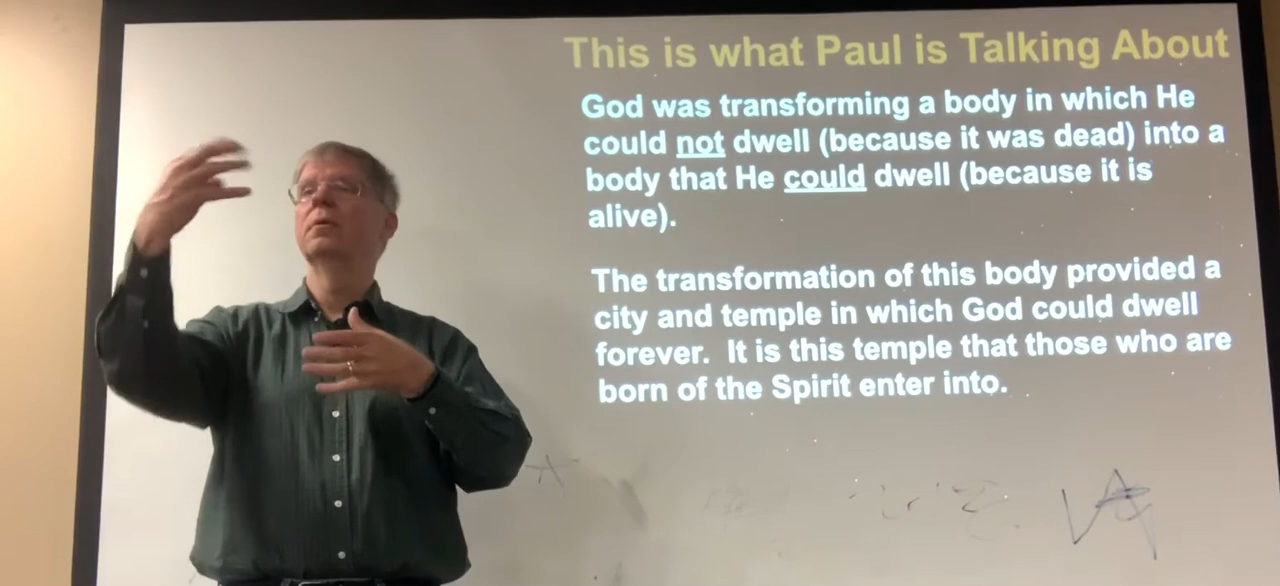 This is what Paul is Talking About
God was transforming a body in which He
could not dwell (because it was dead) into a
body that He could dwell (because it is
alive).
The transformation of this body provided a
city and temple in which God could dwell
forever.  It is this temple that those who are
born of the Spirit enter into.